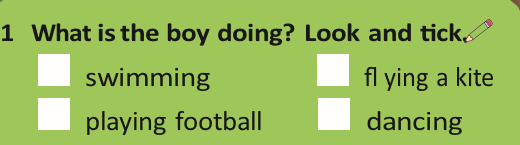 1 What is the boy doing? Look and tick.
swimming
fl ying a kite
playing football
dancing